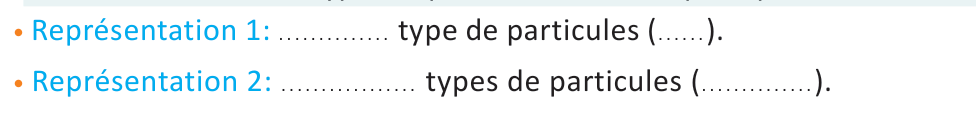 • Représentation 1: .............. type de particules (......).
• Représentation 2: ................. types de particules (..............).